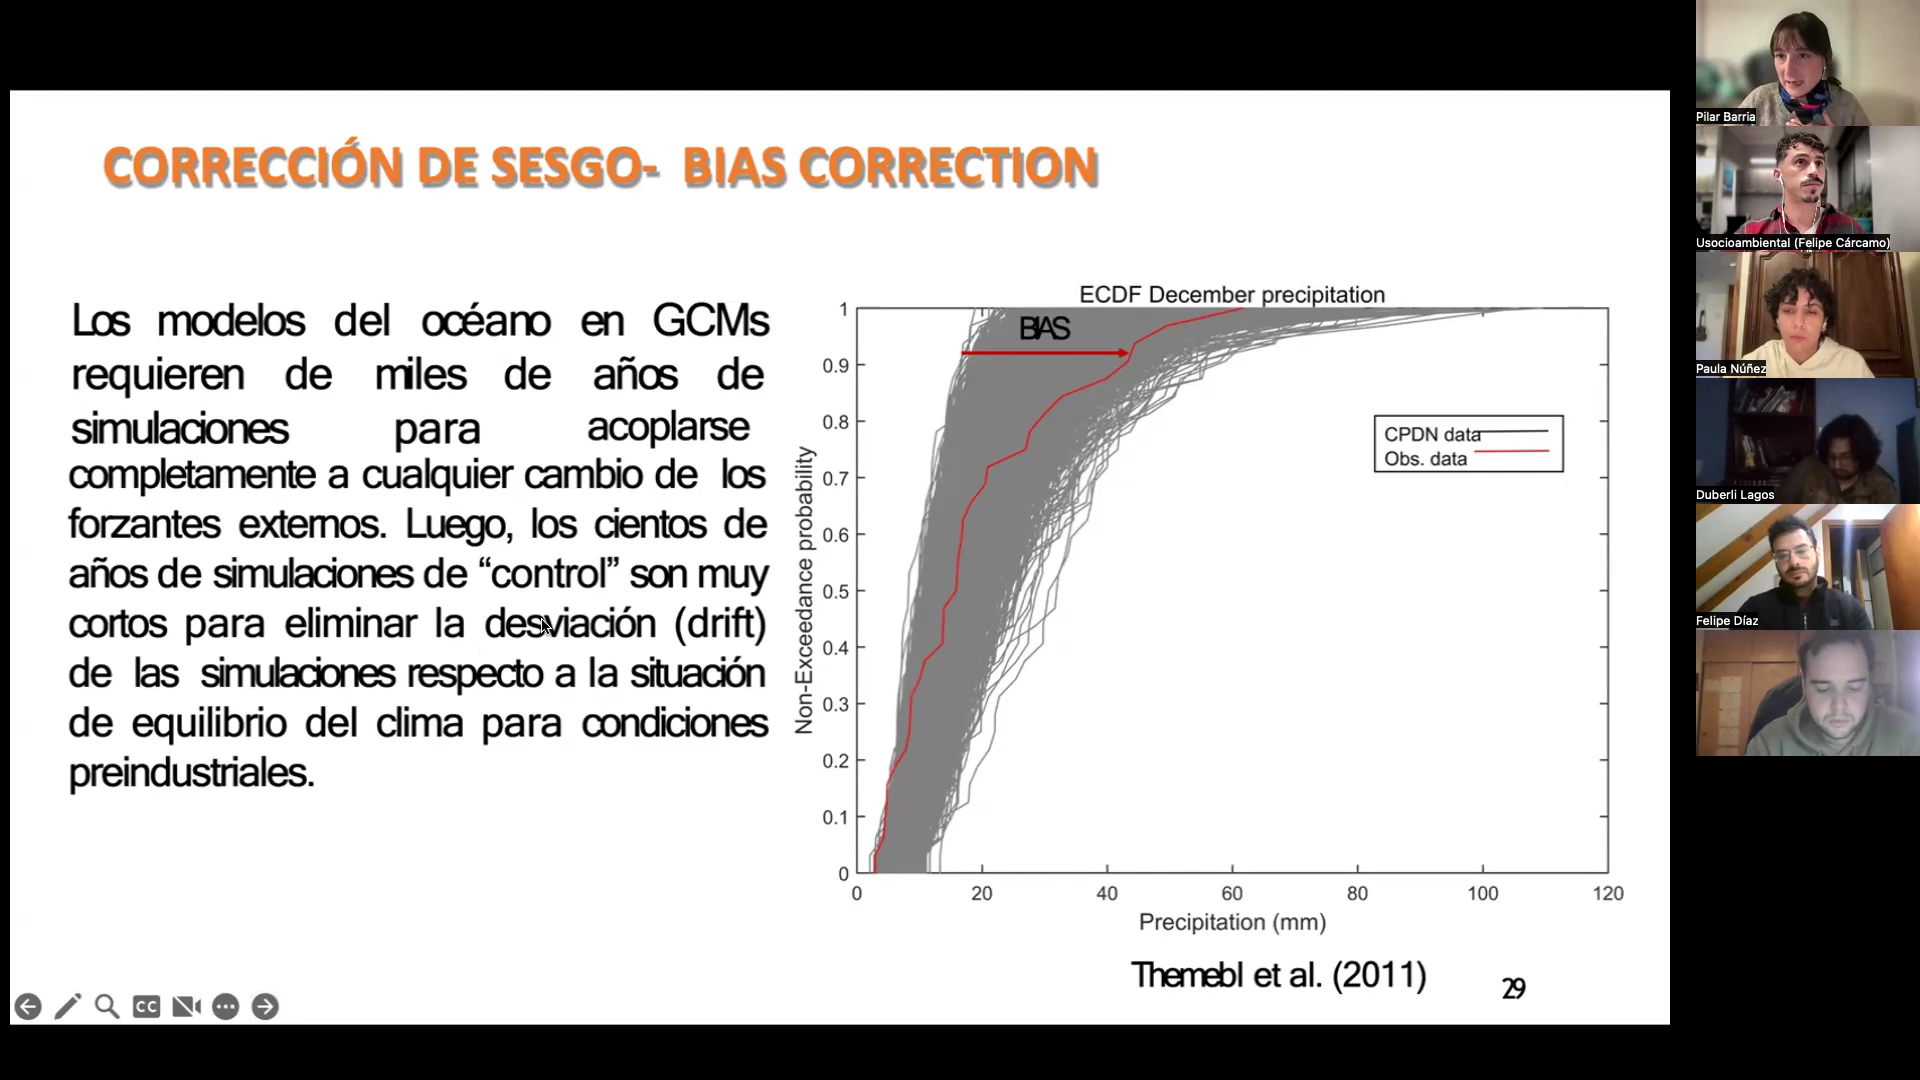 CORRECCIÓN DE SESGO- BIAS CORRECTION
Los modelos del océano en GCMs
requieren de miles de años de
simulaciones para acoplarse
completamente a cualquier cambio de los
forzantes externos. Luego, los cientos de
años de simulaciones de “control” son muy
cortos para eliminar la desviación (drift)
de las simulaciones respecto a la situación
de equilibrio del clima para condiciones
preindustriales.
ECDF December precipitation
BIAS
CPDN data
Obs. data
Non-Exceedance probability
1
0.9
0.8
0.7
0.6
0.5
0.4
0.3
0.2
0.1
0
0 20 40 60 80 100 120
Precipitation (mm)
Themebl et al. (2011)
29
CC
Pilar Barria
Usocioambiental (Felipe Cárcamo)
Paula Núñez
Duberli Lagos
Felipe Díaz